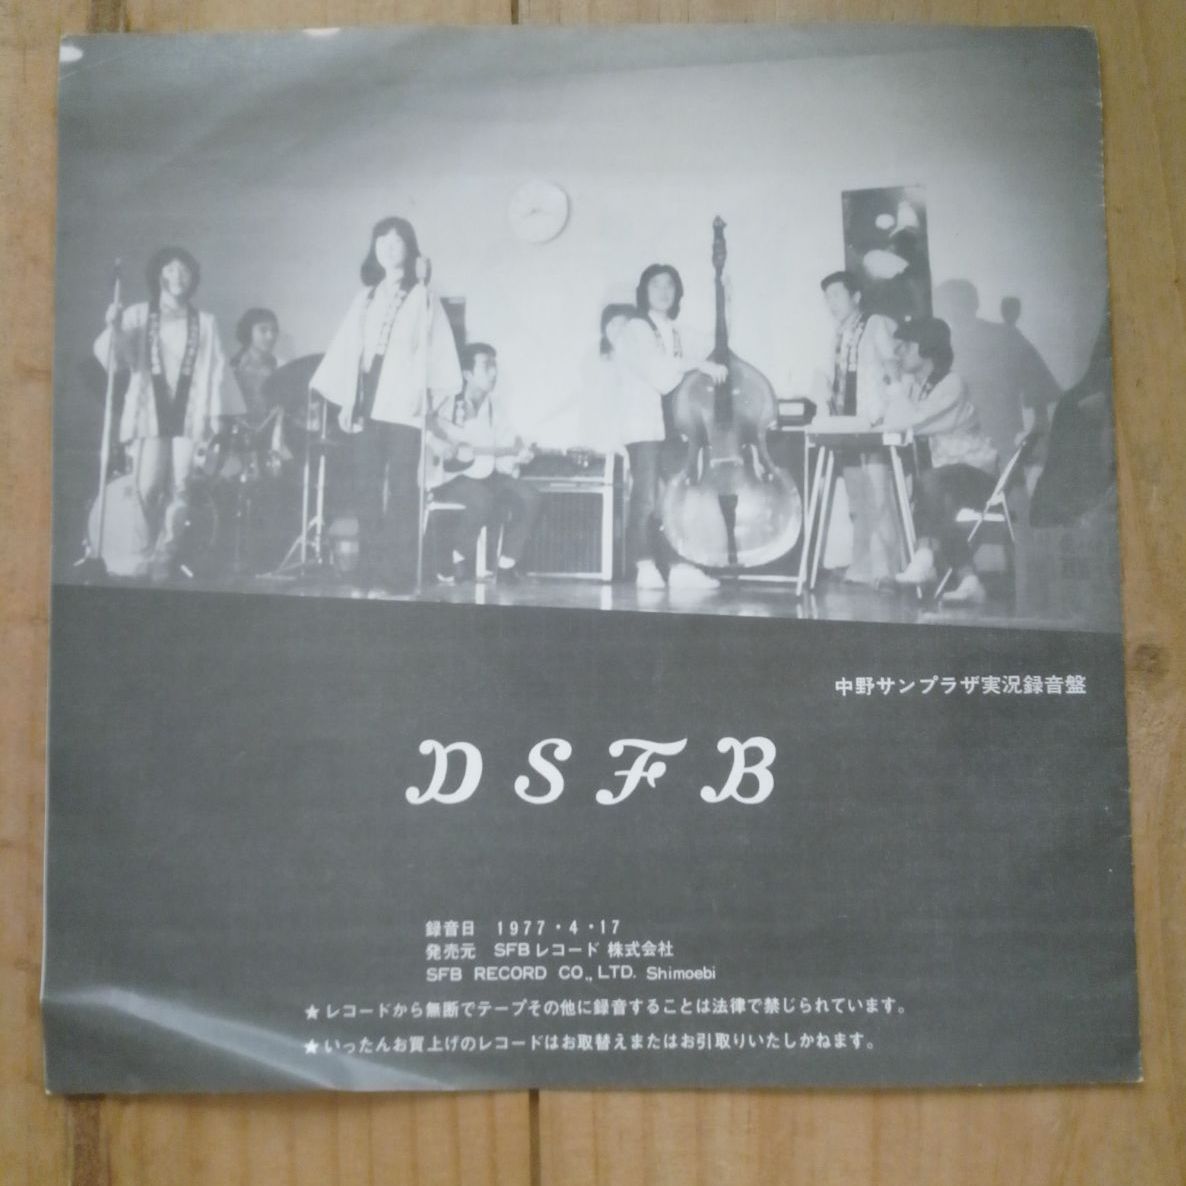 中野サンプラザ実況録音盤
DSFB
録音日 1977・4・17
発売元 SFBレコード 株式会社
SFB RECORD CO., LTD. Shimoebi
★レコードから無断でテープその他に録音することは法律で禁じられています。
★いったんお買上げのレコードはお取替えまたはお引取りいたしかねます。